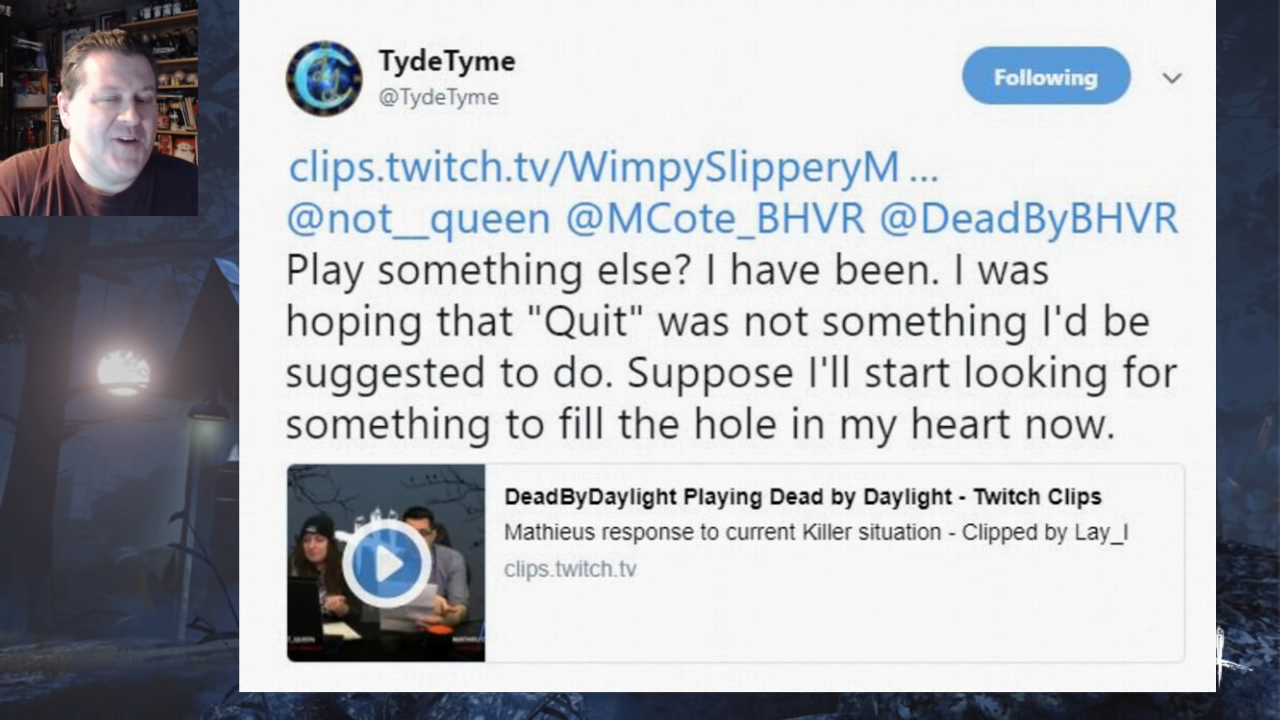 TydeTyme
@TydeTyme
Following
clips.twitch.tv/WimpySlipperyM ...
@not__queen @MCote_BHVR @DeadByBHVR
Play something else? I have been. I was
hoping that "Quit" was not something I'd be
suggested to do. Suppose I'll start looking for
something to fill the hole in my heart now.
DeadByDaylight Playing Dead by Daylight - Twitch Clips
Mathieus response to current Killer situation - Clipped by Lay_I
clips.twitch.tv